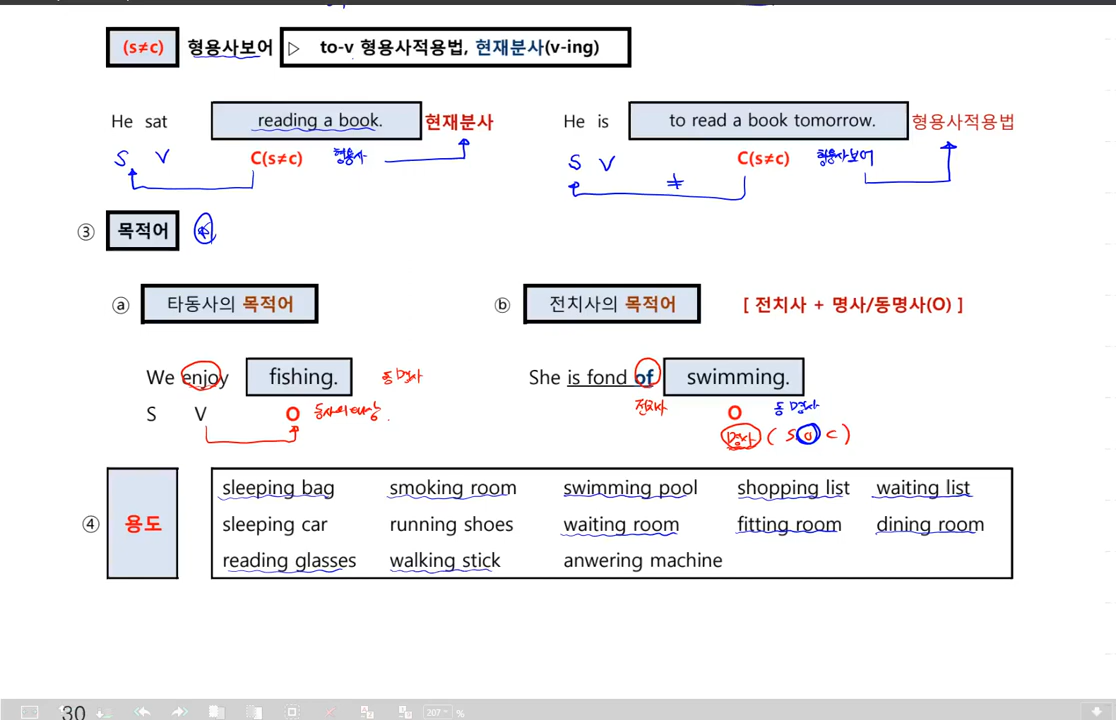 (s≠c) 형용사보어 ▷ to-v 형용사적용법, 현재분사(v-ing)
He sat reading a book. 현재분사
S V C(s≠c) 형용사
He is to read a book tomorrow. 형용사적용법
S V ≠ C(s≠c) 형용사보어
③ 목적어
ⓐ 타동사의 목적어
ⓑ 전치사의 목적어 [ 전치사 + 명사/동명사(O) ]
We enjoy fishing. 동명사
S V O 동사의 대상
She is fond of swimming.
전치사 O 동명사
명사 ( S O C )
④ 용도
sleeping bag smoking room swimming pool shopping list waiting list
sleeping car running shoes waiting room fitting room dining room
reading glasses walking stick anwering machine
30
207 %